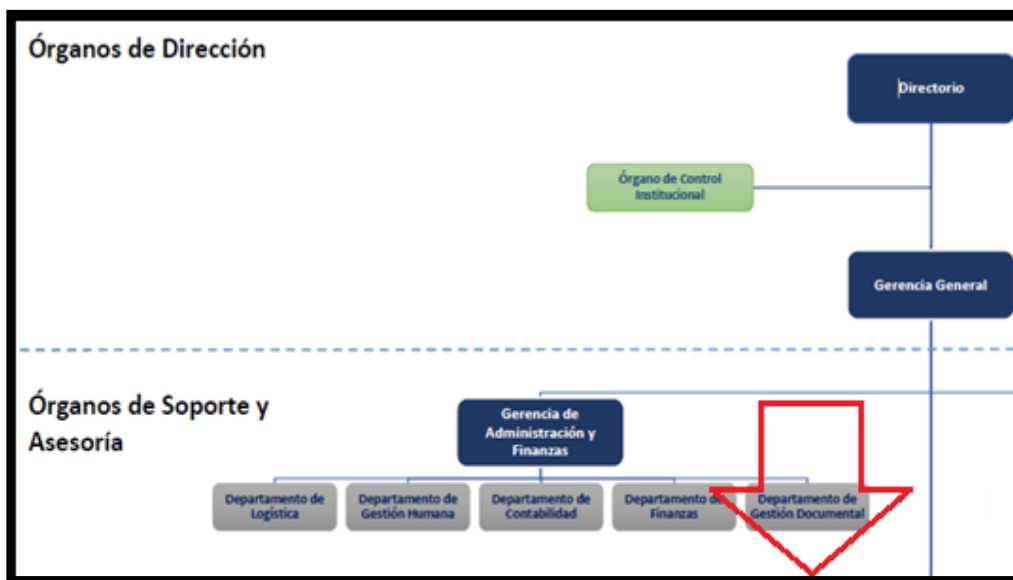 Órganos de Dirección
Directorio
Órgano de Control
Institucional
Gerencia General
Órganos de Soporte y
Asesoría
Gerencia de
Administración y
Finanzas
Departamento de
Logística
Departamento de
Gestión Humana
Departamento de
Contabilidad
Departamento de
Finanzas
Departamento de
Gestión Documental